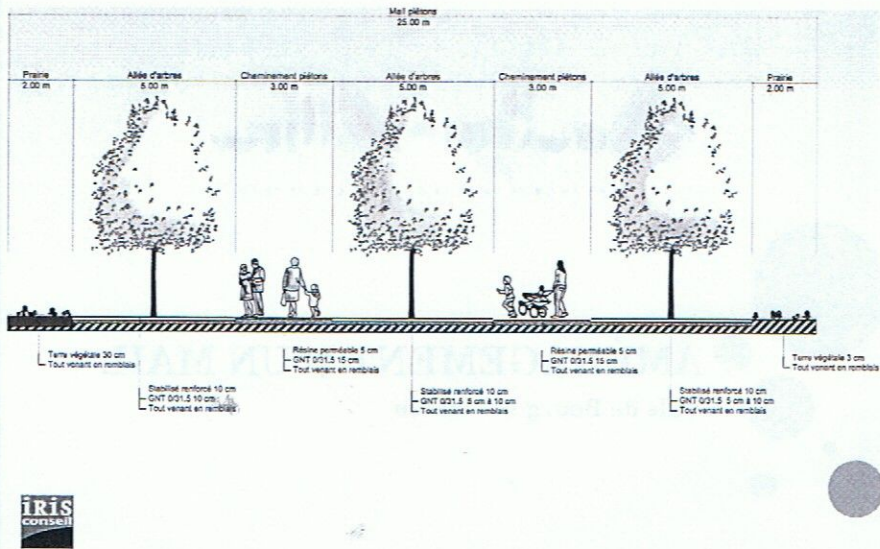 Mail piétons
25.00 m
Prairie
2.00 m
Allée d'arbres
5.00 m
Cheminement piétons
3.00 m
Allée d'arbres
5.00 m
Cheminement piétons
3.00 m
Allée d'arbres
5.00 m
Prairie
2.00 m
Terre végétale 30 cm
Tout venant en remblais
Résine perméable 5 cm
GNT 0/31.5 15 cm
Tout venant en remblais
Résine perméable 5 cm
GNT 0/31.5 15 cm
Tout venant en remblais
Terre végétale 3 cm
Tout venant en remblais
Stabilisé renforcé 10 cm
GNT 0/31.5 10 cm
Tout venant en remblais
Stabilisé renforcé 10 cm
GNT 0/31.5 5 cm à 10 cm
Tout venant en remblais
Stabilisé renforcé 10 cm
GNT 0/31.5 5 cm à 10 cm
Tout venant en remblais
iRiS
conseil